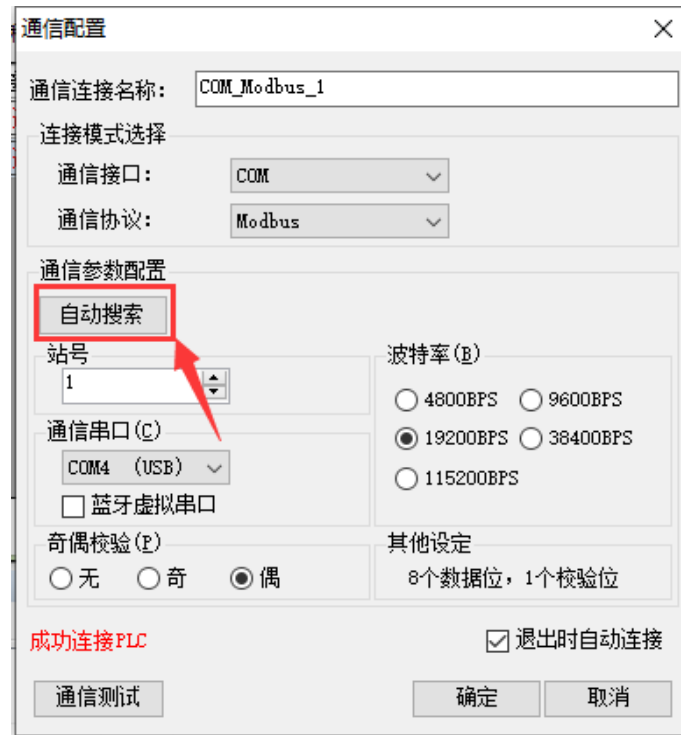 通信配置
通信连接名称： COM_Modbus_1
连接模式选择
通信接口： COM
通信协议： Modbus
通信参数配置
自动搜索
站号
1
通信串口(C)
COM4 (USB)
蓝牙虚拟串口
奇偶校验(P)
无 奇 偶
波特率(B)
4800BPS 9600BPS
19200BPS 38400BPS
115200BPS
其他设定
8个数据位，1个校验位
成功连接PLC
退出时自动连接
通信测试 确定 取消